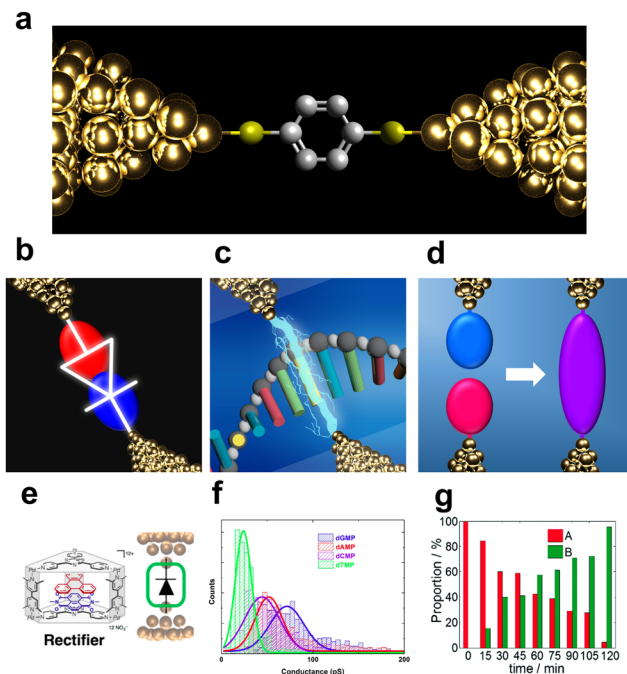 a
b
c
d
e
f
g
12+
12 NO₃⁻
Rectifier
Counts
dGMP
dAMP
dCMP
dTMP
0
100
200
Conductance (pS)
Proportion / %
100
80
60
40
20
0
A
B
0 15 30 45 60 75 90 105 120
time / min